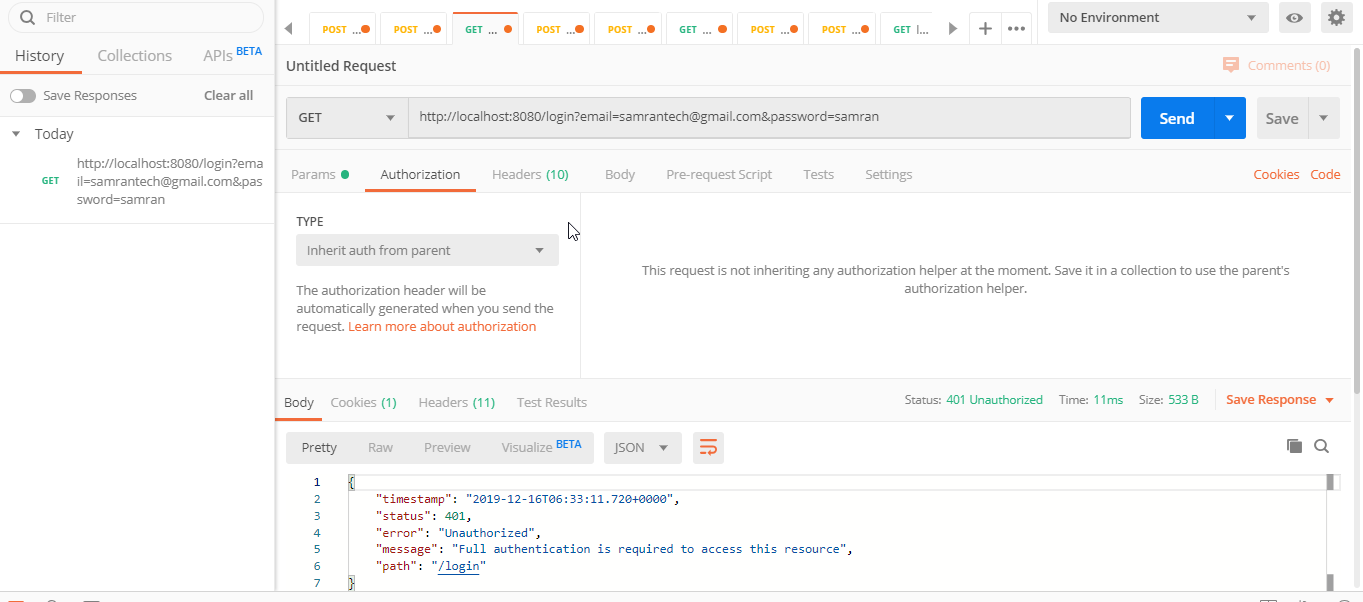 Filter
History
Collections
APIs BETA
Save Responses
Clear all
Today
GET
http://localhost:8080/login?ema
il=samrantech@gmail.com&pas
sword=samran
POST ...
POST ...
GET ...
POST ...
POST ...
GET ...
POST ...
POST ...
GET l...
No Environment
Untitled Request
Comments (0)
GET
http://localhost:8080/login?email=samrantech@gmail.com&password=samran
Send
Save
Params
Authorization
Headers (10)
Body
Pre-request Script
Tests
Settings
Cookies
Code
TYPE
Inherit auth from parent
The authorization header will be
automatically generated when you send the
request. Learn more about authorization
This request is not inheriting any authorization helper at the moment. Save it in a collection to use the parent's
authorization helper.
Body
Cookies (1)
Headers (11)
Test Results
Status: 401 Unauthorized
Time: 11ms
Size: 533 B
Save Response
Pretty
Raw
Preview
Visualize BETA
JSON
1 {
2 "timestamp": "2019-12-16T06:33:11.720+0000",
3 "status": 401,
4 "error": "Unauthorized",
5 "message": "Full authentication is required to access this resource",
6 "path": "/login"
7 }